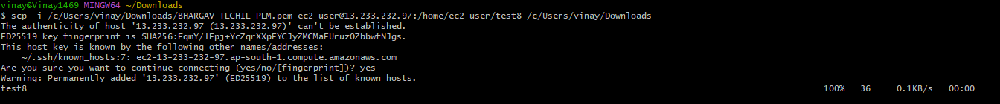 vinay@Vinay1469 MINGW64 ~/Downloads
$ scp -i /c/Users/vinay/Downloads/BHARGAV-TECHIE-PEM.pem ec2-user@13.233.232.97:/home/ec2-user/test8 /c/Users/vinay/Downloads
The authenticity of host '13.233.232.97 (13.233.232.97)' can't be established.
ED25519 key fingerprint is SHA256:FqmY/lEpj+YcZqrXXpEYCJyZMCMaEUruzOZbbwfNJgs.
This host key is known by the following other names/addresses:
    ~/.ssh/known_hosts:7: ec2-13-233-232-97.ap-south-1.compute.amazonaws.com
Are you sure you want to continue connecting (yes/no/[fingerprint])? yes
Warning: Permanently added '13.233.232.97' (ED25519) to the list of known hosts.
test8 100% 36 0.1KB/s 00:00